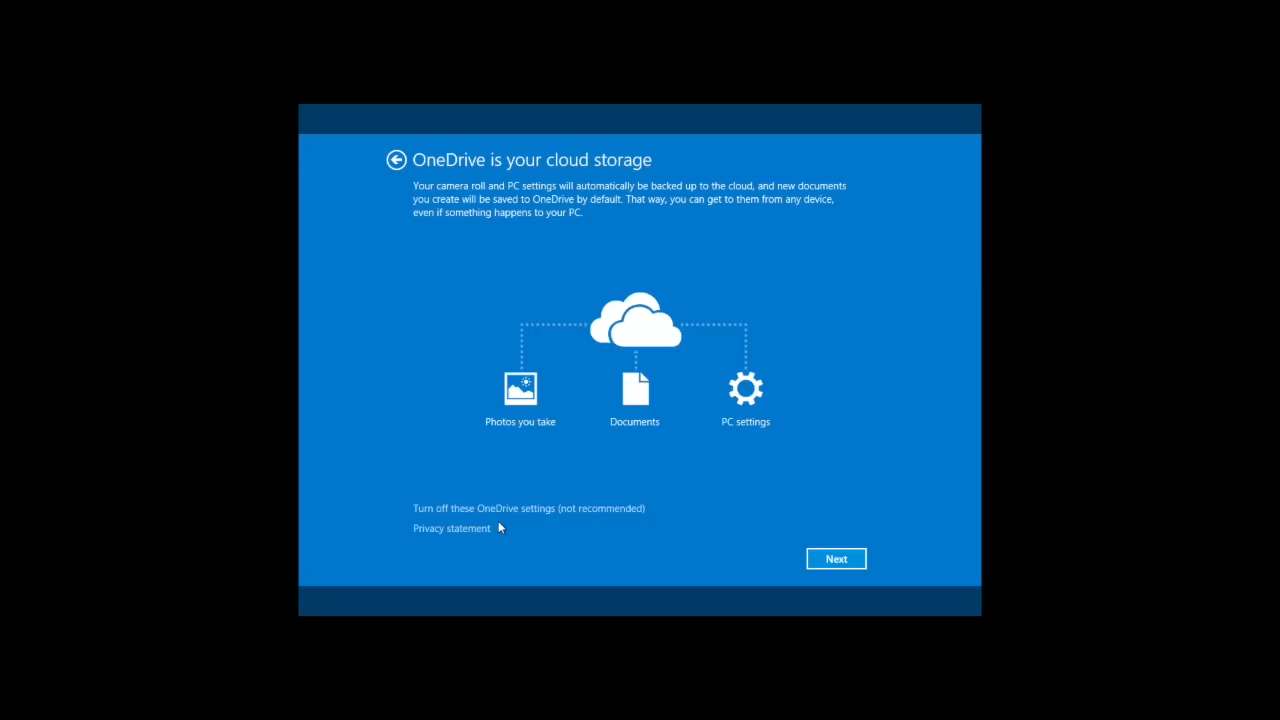 OneDrive is your cloud storage
Your camera roll and PC settings will automatically be backed up to the cloud, and new documents
you create will be saved to OneDrive by default. That way, you can get to them from any device,
even if something happens to your PC.
Photos you take
Documents
PC settings
Turn off these OneDrive settings (not recommended)
Privacy statement
Next